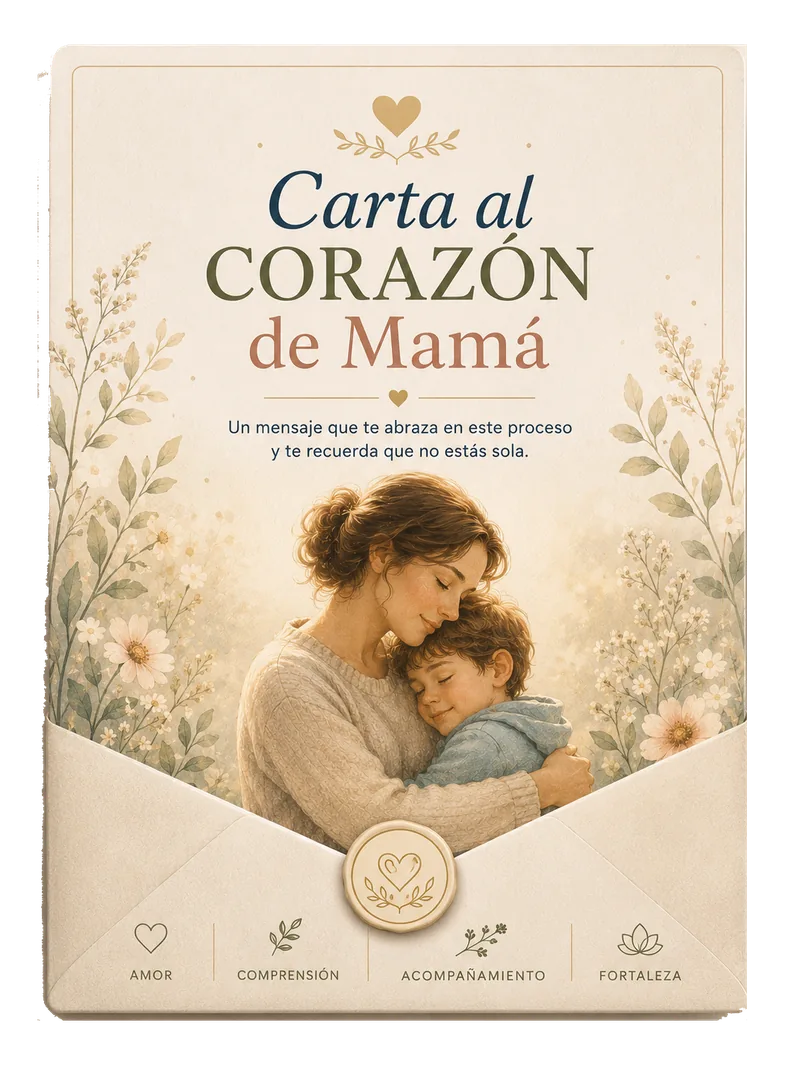 Carta al
CORAZÓN
de Mamá
Un mensaje que te abraza en este proceso
y te recuerda que no estás sola.
AMOR
COMPRENSIÓN
ACOMPAÑAMIENTO
FORTALEZA